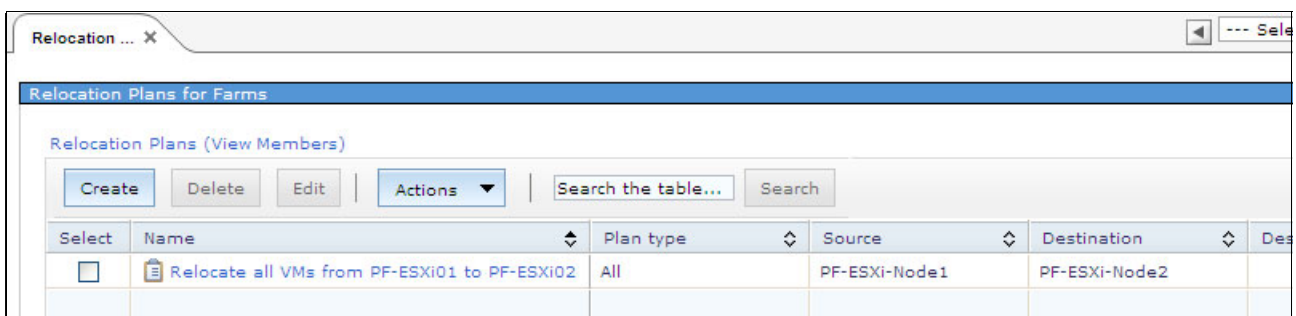 Relocation ...
--- Sele
Relocation Plans for Farms
Relocation Plans (View Members)
Create Delete Edit Actions Search the table... Search
Select Name Plan type Source Destination Des
Relocate all VMs from PF-ESXi01 to PF-ESXi02 All PF-ESXi-Node1 PF-ESXi-Node2